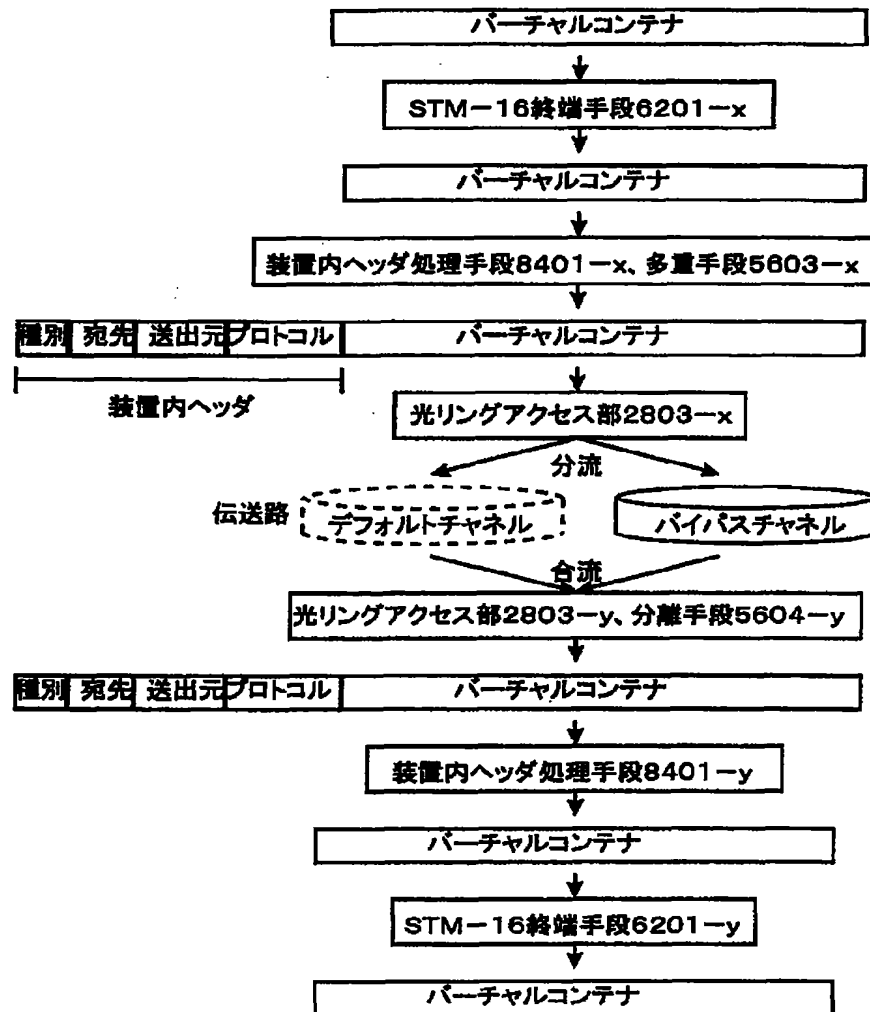 バーチャルコンテナ
STM-16終端手段6201-x
バーチャルコンテナ
装置内ヘッダ処理手段8401-x、多重手段5603-x
種別 宛先 送出元 プロトコル バーチャルコンテナ
装置内ヘッダ
光リングアクセス部2803-x
分流
伝送路 デフォルトチャネル バイパスチャネル
合流
光リングアクセス部2803-y、分離手段5604-y
種別 宛先 送出元 プロトコル バーチャルコンテナ
装置内ヘッダ処理手段8401-y
バーチャルコンテナ
STM-16終端手段6201-y
バーチャルコンテナ